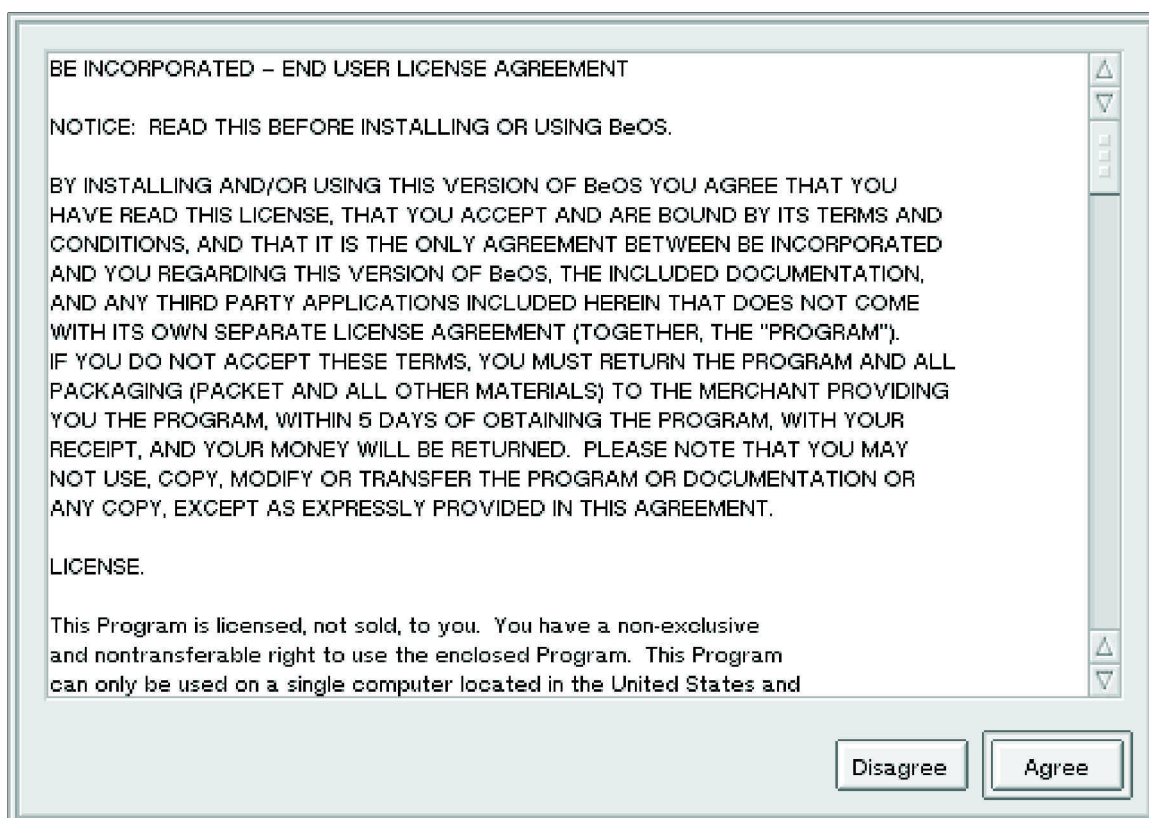 BE INCORPORATED – END USER LICENSE AGREEMENT
NOTICE:  READ THIS BEFORE INSTALLING OR USING BeOS.
BY INSTALLING AND/OR USING THIS VERSION OF BeOS YOU AGREE THAT YOU
HAVE READ THIS LICENSE, THAT YOU ACCEPT AND ARE BOUND BY ITS TERMS AND
CONDITIONS, AND THAT IT IS THE ONLY AGREEMENT BETWEEN BE INCORPORATED
AND YOU REGARDING THIS VERSION OF BeOS, THE INCLUDED DOCUMENTATION,
AND ANY THIRD PARTY APPLICATIONS INCLUDED HEREIN THAT DOES NOT COME
WITH ITS OWN SEPARATE LICENSE AGREEMENT (TOGETHER, THE "PROGRAM").
IF YOU DO NOT ACCEPT THESE TERMS, YOU MUST RETURN THE PROGRAM AND ALL
PACKAGING (PACKET AND ALL OTHER MATERIALS) TO THE MERCHANT PROVIDING
YOU THE PROGRAM, WITHIN 5 DAYS OF OBTAINING THE PROGRAM, WITH YOUR
RECEIPT, AND YOUR MONEY WILL BE RETURNED.  PLEASE NOTE THAT YOU MAY
NOT USE, COPY, MODIFY OR TRANSFER THE PROGRAM OR DOCUMENTATION OR
ANY COPY, EXCEPT AS EXPRESSLY PROVIDED IN THIS AGREEMENT.
LICENSE.
This Program is licensed, not sold, to you.  You have a non-exclusive
and nontransferable right to use the enclosed Program.  This Program
can only be used on a single computer located in the United States and
Disagree
Agree